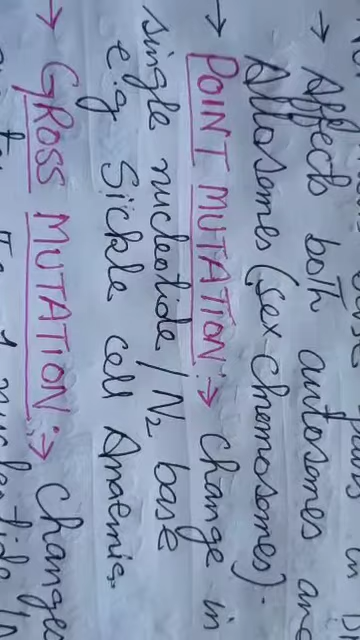 → Affects both autosomes and
Allosomes (sex-chromosomes).
→ POINT MUTATION:→ change in
single nucleotide/N2 base
e.g. Sickle cell Anaemia.
→ GROSS MUTATION:→ changes